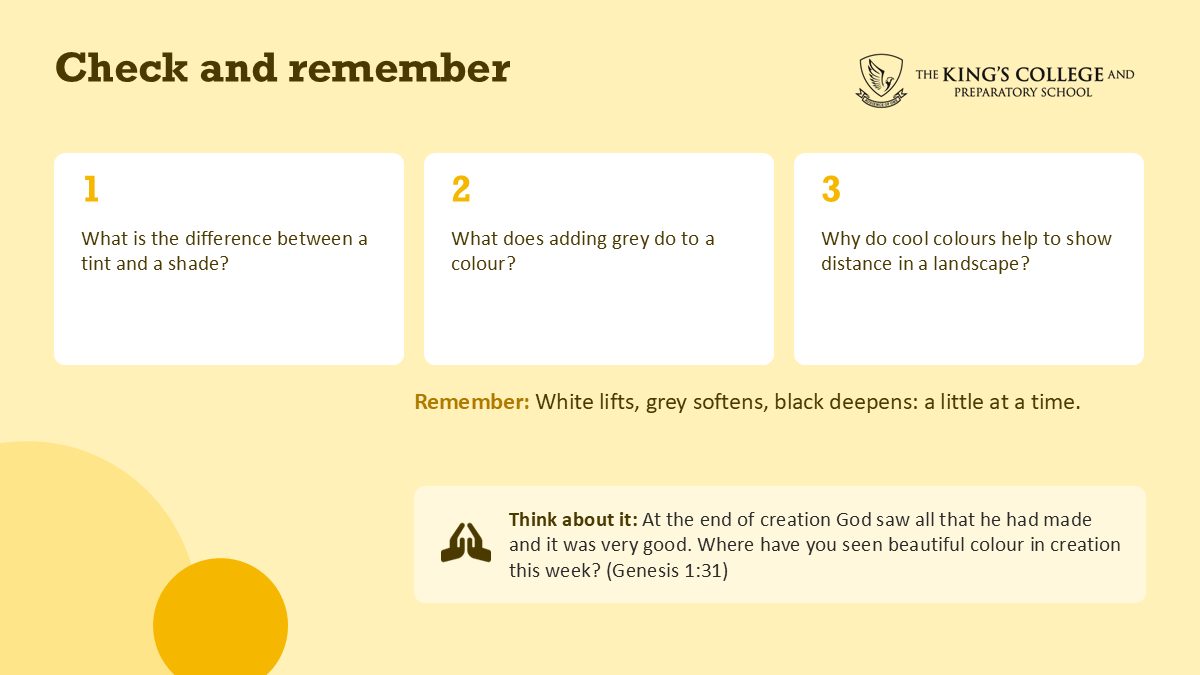 Check and remember
THE KING'S COLLEGE AND
PREPARATORY SCHOOL
1
What is the difference between a
tint and a shade?
2
What does adding grey do to a
colour?
3
Why do cool colours help to show
distance in a landscape?
Remember: White lifts, grey softens, black deepens: a little at a time.
Think about it: At the end of creation God saw all that he had made
and it was very good. Where have you seen beautiful colour in creation
this week? (Genesis 1:31)